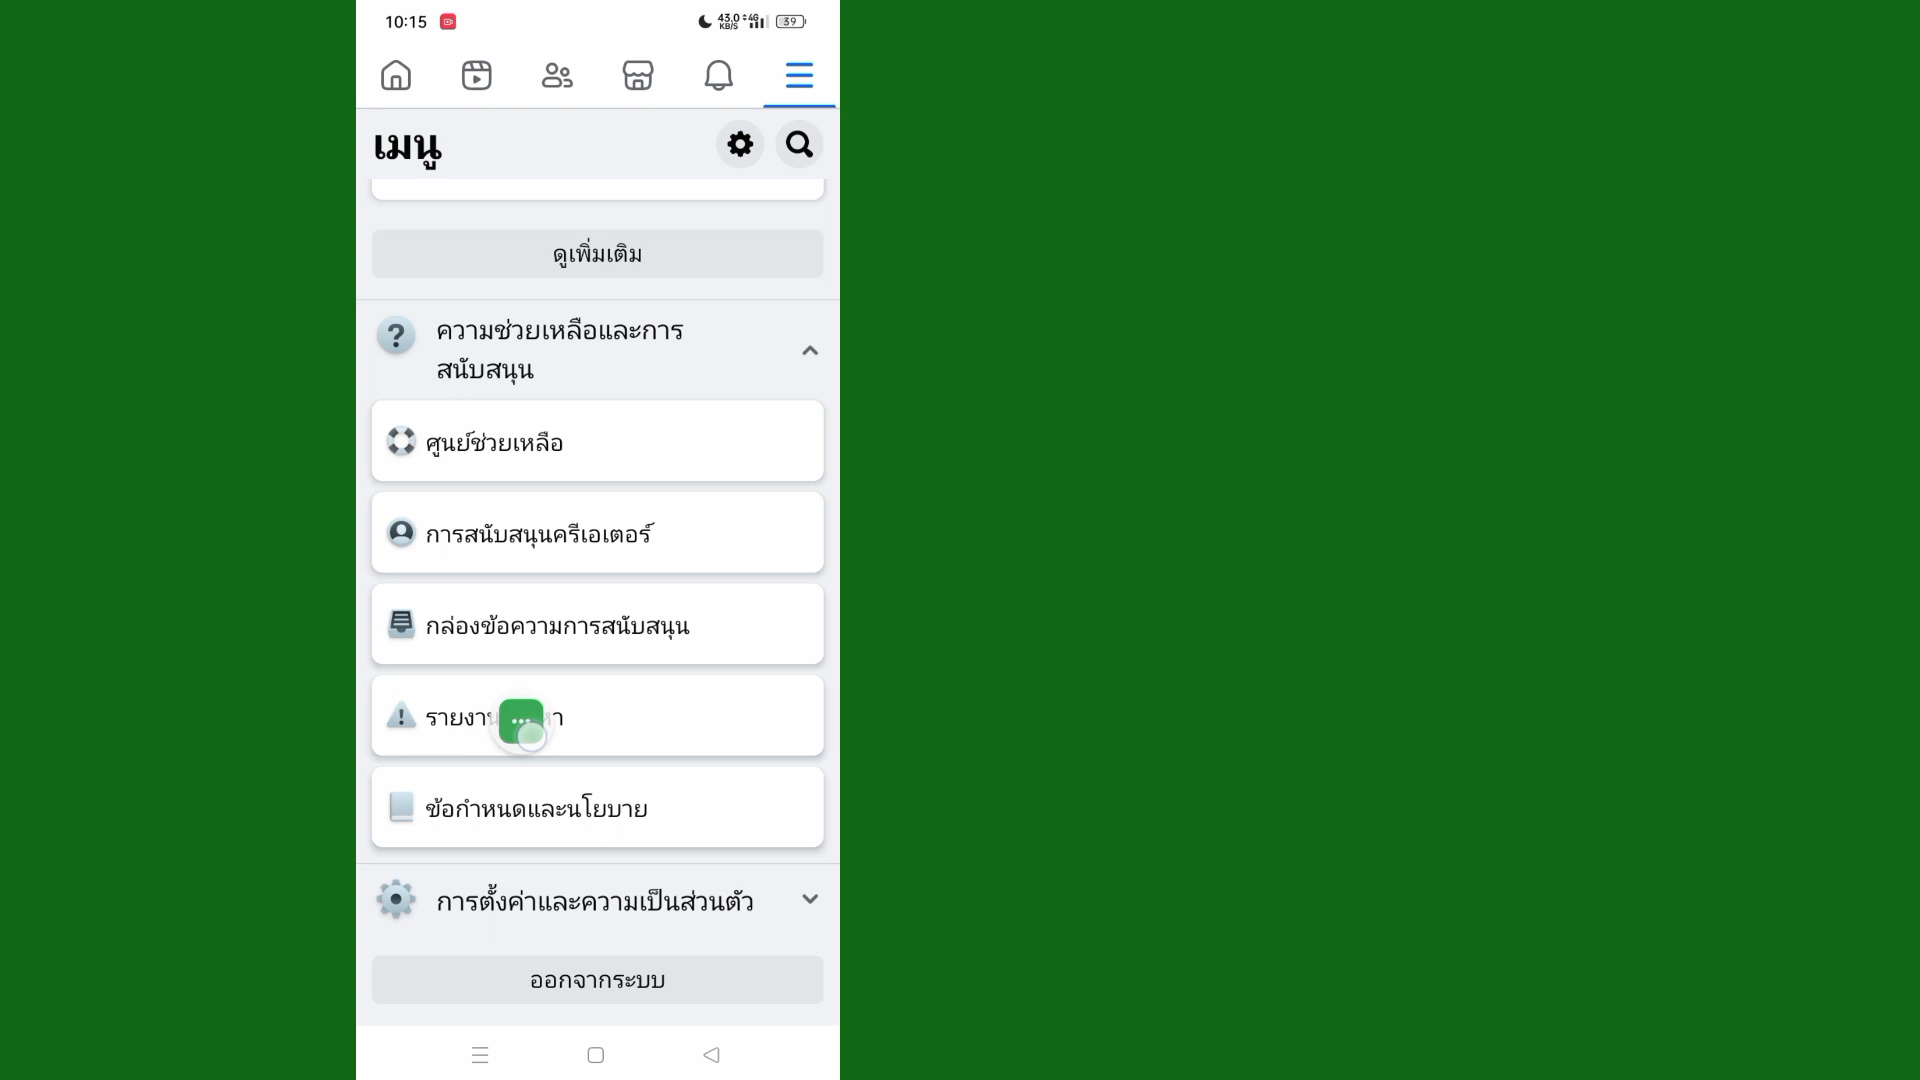 10:15
43.0 4G
KB/S
39
เมนู
ดูเพิ่มเติม
ความช่วยเหลือและการ
สนับสนุน
ศูนย์ช่วยเหลือ
การสนับสนุนครีเอเตอร์
กล่องข้อความการสนับสนุน
ข้อกำหนดและนโยบาย
การตั้งค่าและความเป็นส่วนตัว
ออกจากระบบ